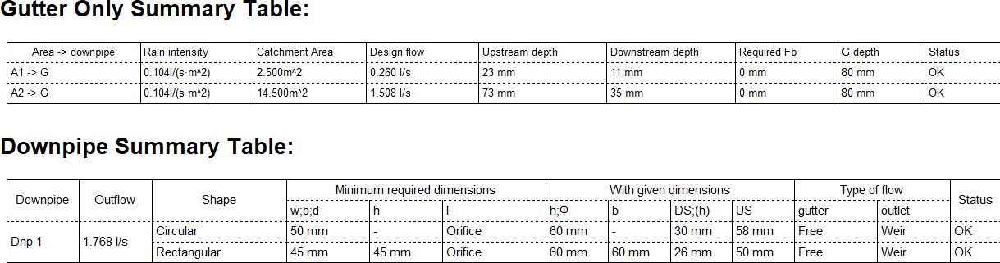 Gutter Only Summary Table:
Area -> downpipe Rain intensity Catchment Area Design flow Upstream depth Downstream depth Required Fb G depth Status
A1 -> G 0.104l/(s·m^2) 2.500m^2 0.260 l/s 23 mm 11 mm 0 mm 80 mm OK
A2 -> G 0.104l/(s·m^2) 14.500m^2 1.508 l/s 73 mm 35 mm 0 mm 80 mm OK
Downpipe Summary Table:
Downpipe Outflow Shape Minimum required dimensions With given dimensions Type of flow Status
w;b;d h l h;Φ b DS;(h) US gutter outlet
Dnp 1 1.768 l/s Circular 50 mm - Orifice 60 mm - 30 mm 58 mm Free Weir OK
Rectangular 45 mm 45 mm Orifice 60 mm 60 mm 26 mm 50 mm Free Weir OK